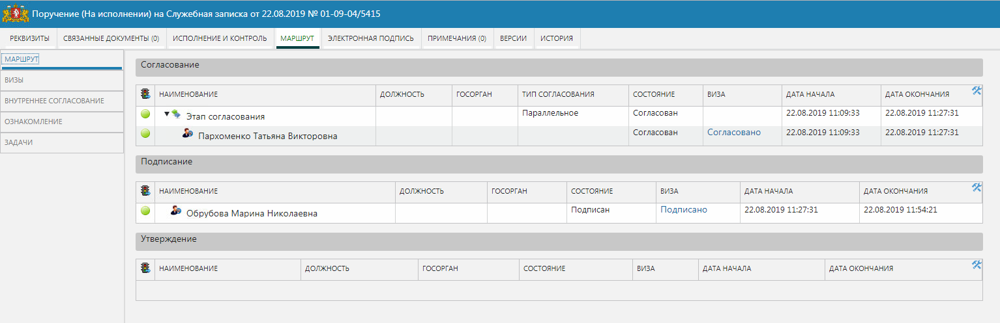 Поручение (На исполнении) на Служебная записка от 22.08.2019 № 01-09-04/5415
РЕКВИЗИТЫ СВЯЗАННЫЕ ДОКУМЕНТЫ (0) ИСПОЛНЕНИЕ И КОНТРОЛЬ МАРШРУТ ЭЛЕКТРОННАЯ ПОДПИСЬ ПРИМЕЧАНИЯ (0) ВЕРСИИ ИСТОРИЯ
МАРШРУТ
ВИЗЫ
ВНУТРЕННЕЕ СОГЛАСОВАНИЕ
ОЗНАКОМЛЕНИЕ
ЗАДАЧИ
Согласование
НАИМЕНОВАНИЕ ДОЛЖНОСТЬ ГОСОРГАН ТИП СОГЛАСОВАНИЯ СОСТОЯНИЕ ВИЗА ДАТА НАЧАЛА ДАТА ОКОНЧАНИЯ
Этап согласования Параллельное Согласован 22.08.2019 11:09:33 22.08.2019 11:27:31
Пархоменко Татьяна Викторовна Согласован Согласовано 22.08.2019 11:09:33 22.08.2019 11:27:31
Подписание
НАИМЕНОВАНИЕ ДОЛЖНОСТЬ ГОСОРГАН СОСТОЯНИЕ ВИЗА ДАТА НАЧАЛА ДАТА ОКОНЧАНИЯ
Обрубова Марина Николаевна Подписан Подписано 22.08.2019 11:27:31 22.08.2019 11:54:21
Утверждение
НАИМЕНОВАНИЕ ДОЛЖНОСТЬ ГОСОРГАН СОСТОЯНИЕ ВИЗА ДАТА НАЧАЛА ДАТА ОКОНЧАНИЯ